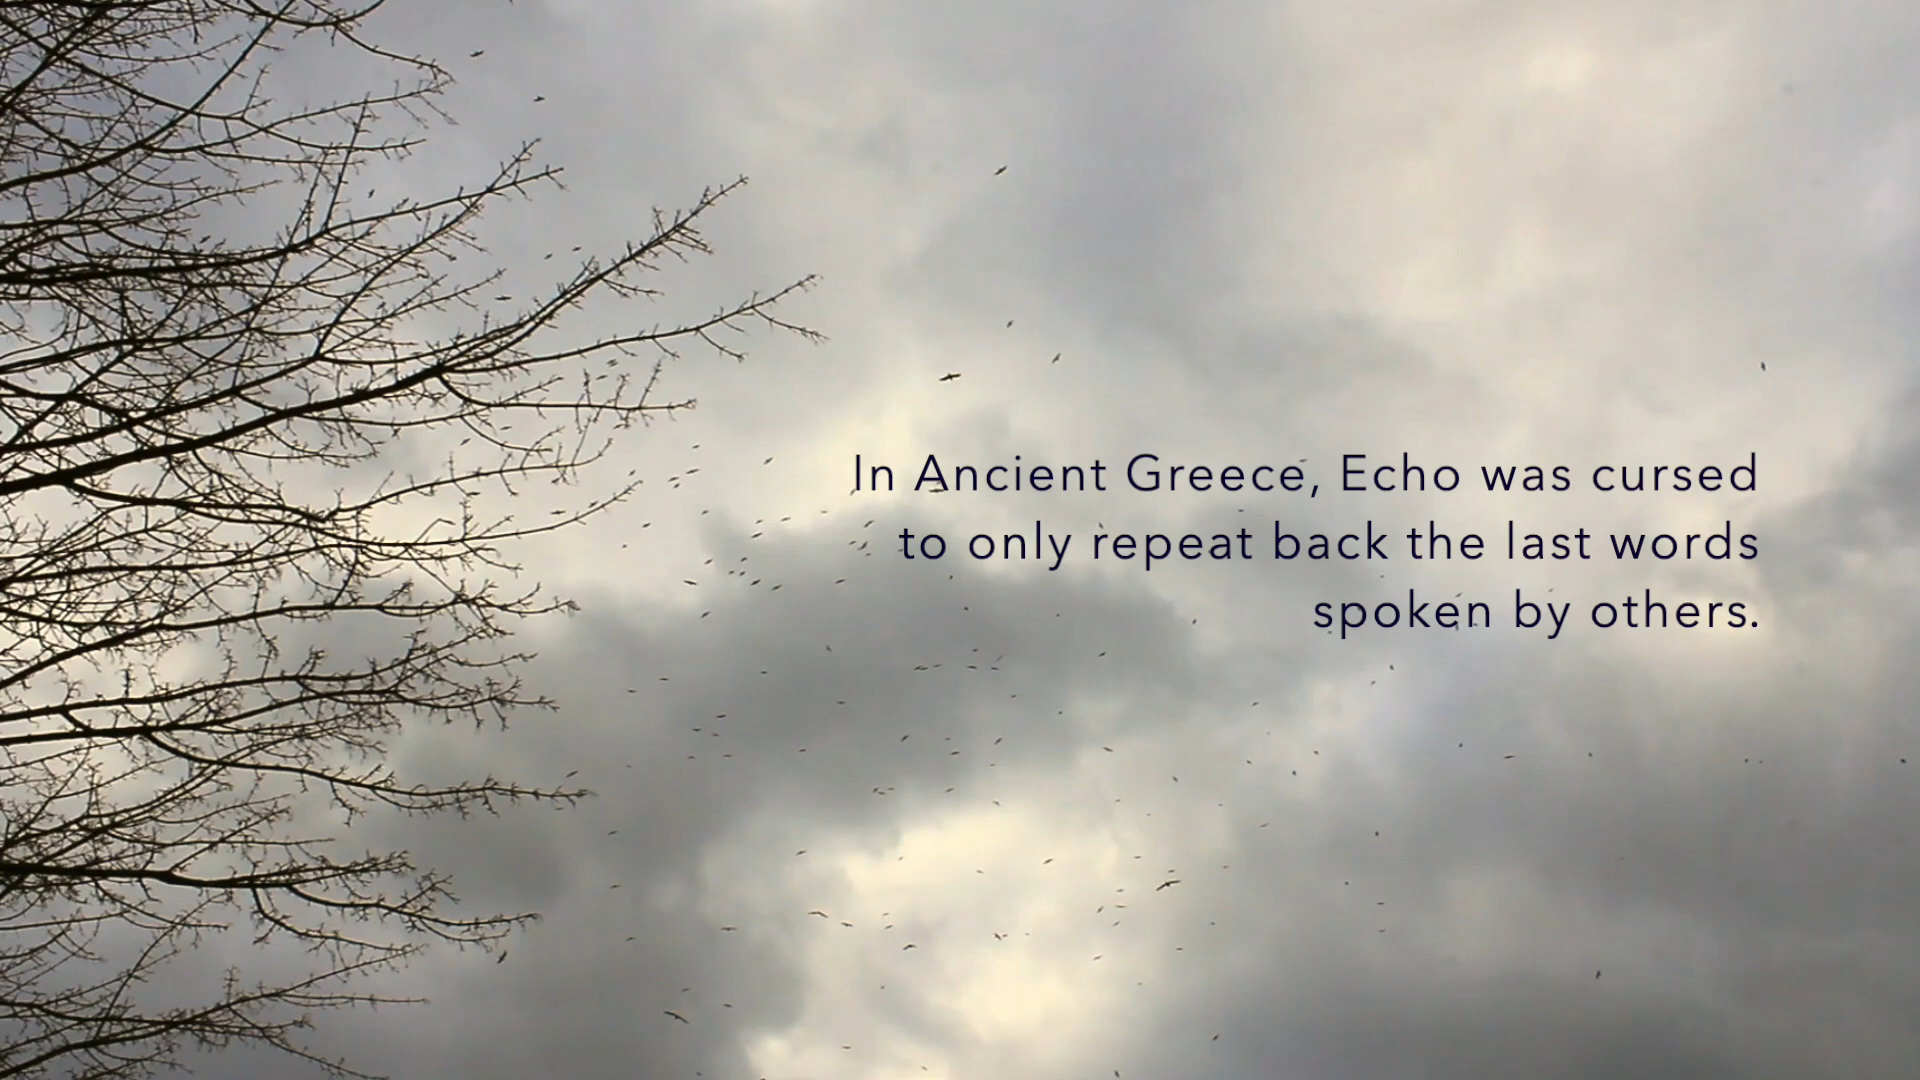 In Ancient Greece, Echo was cursed
to only repeat back the last words
spoken by others.